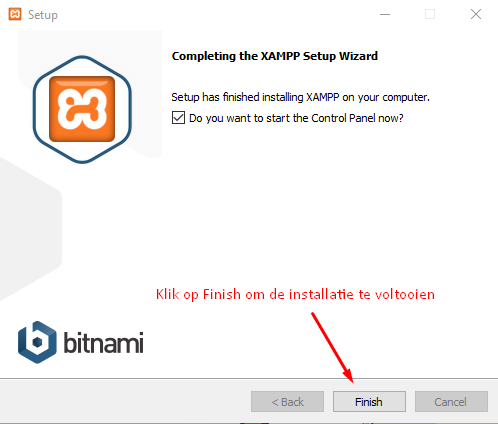 Setup
Completing the XAMPP Setup Wizard
Setup has finished installing XAMPP on your computer.
Do you want to start the Control Panel now?
Klik op Finish om de installatie te voltooien
bitnami
< Back
Finish
Cancel